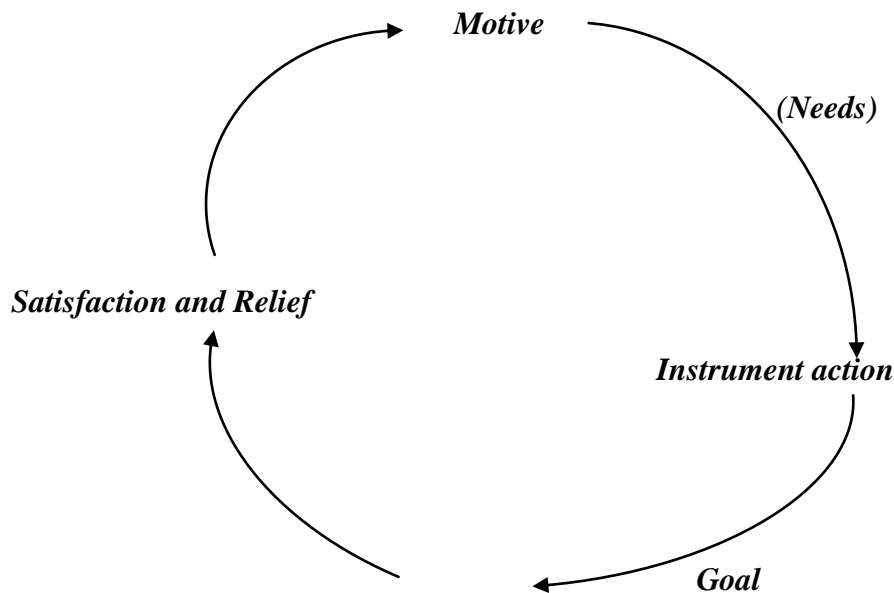 Motive
(Needs)
Satisfaction and Relief
Instrument action
Goal